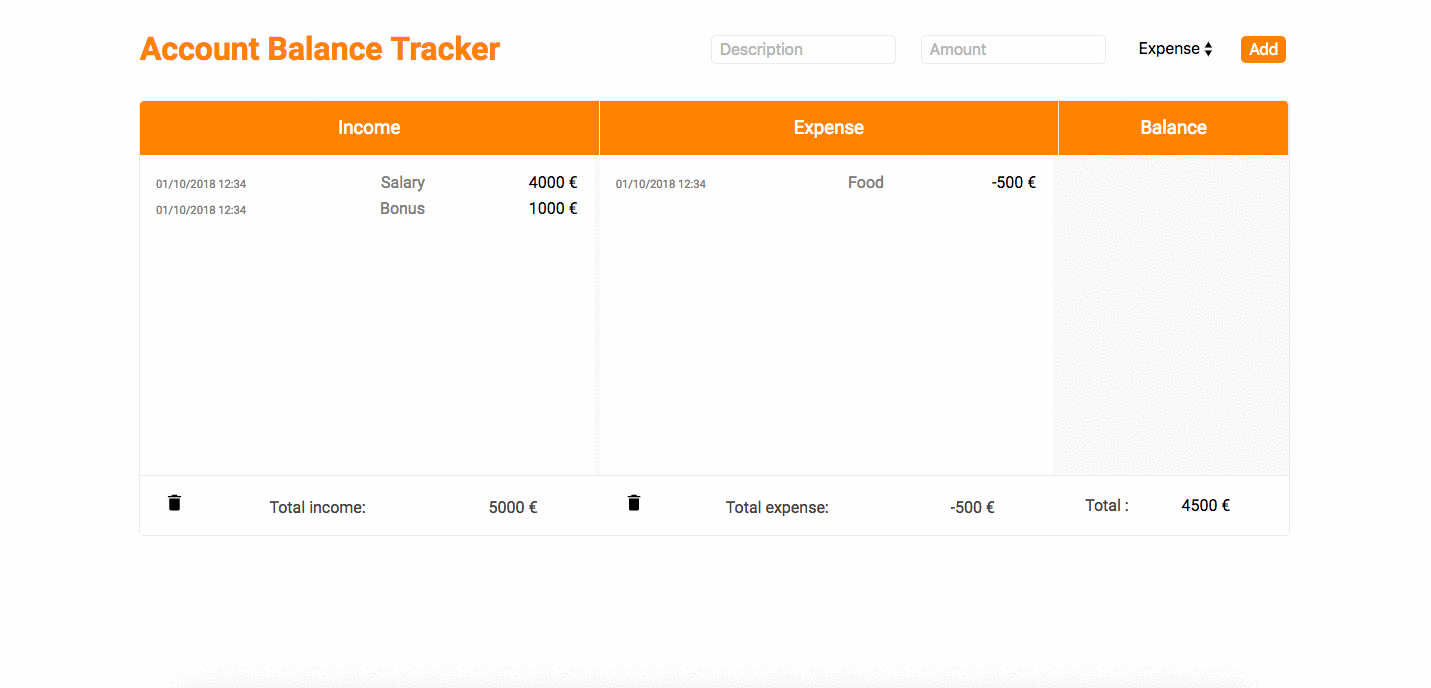 Account Balance Tracker
Description Amount Expense Add
Income Expense Balance
01/10/2018 12:34 Salary 4000 € 01/10/2018 12:34 Food -500 €
01/10/2018 12:34 Bonus 1000 €
Total income: 5000 € Total expense: -500 € Total : 4500 €